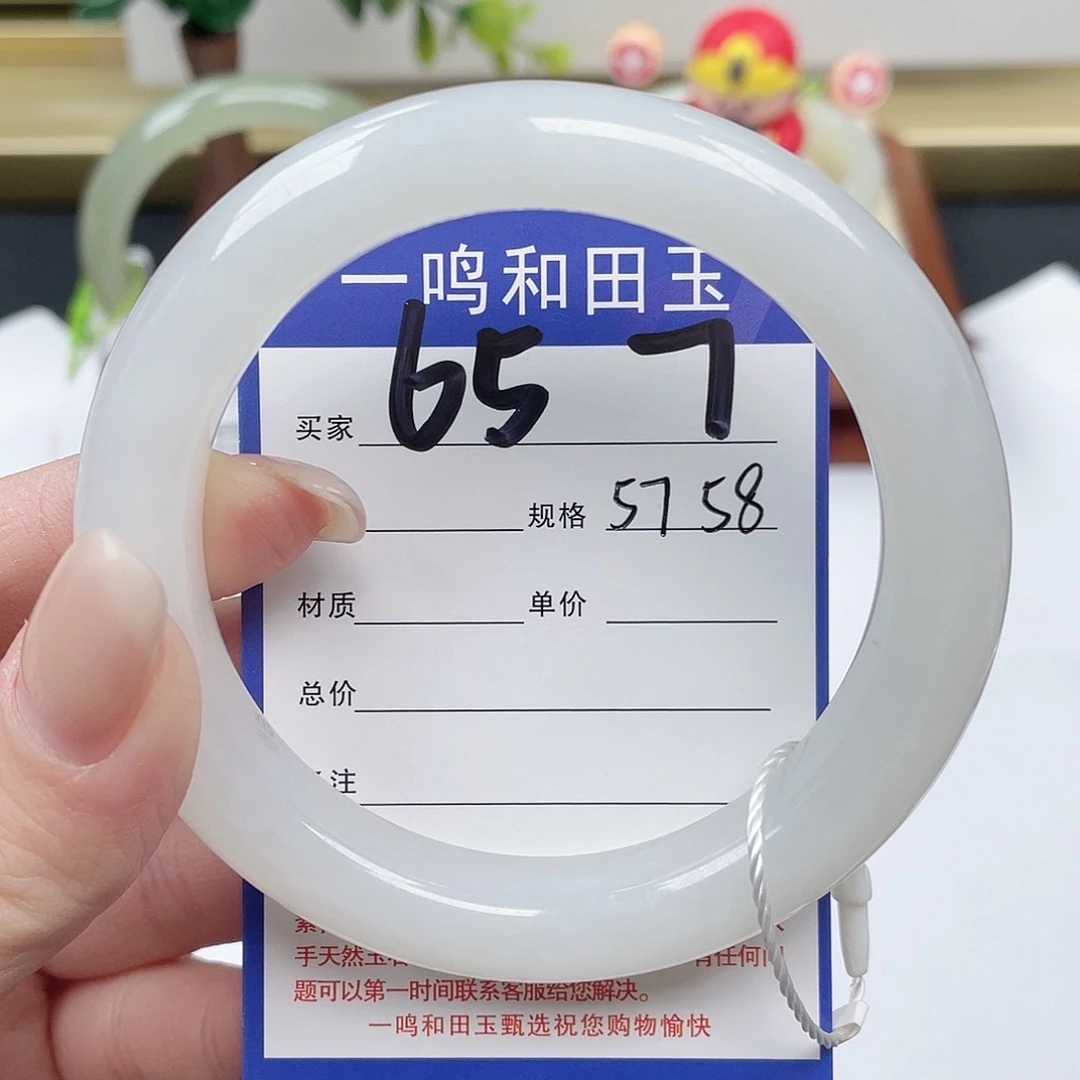 一鸣和田玉
65 7
买家
规格 57 58
材质 单价
总价
注
手天然玉 有任何
题可以第一时间联系客服给您解决。
一鸣和田玉甄选祝您购物愉快